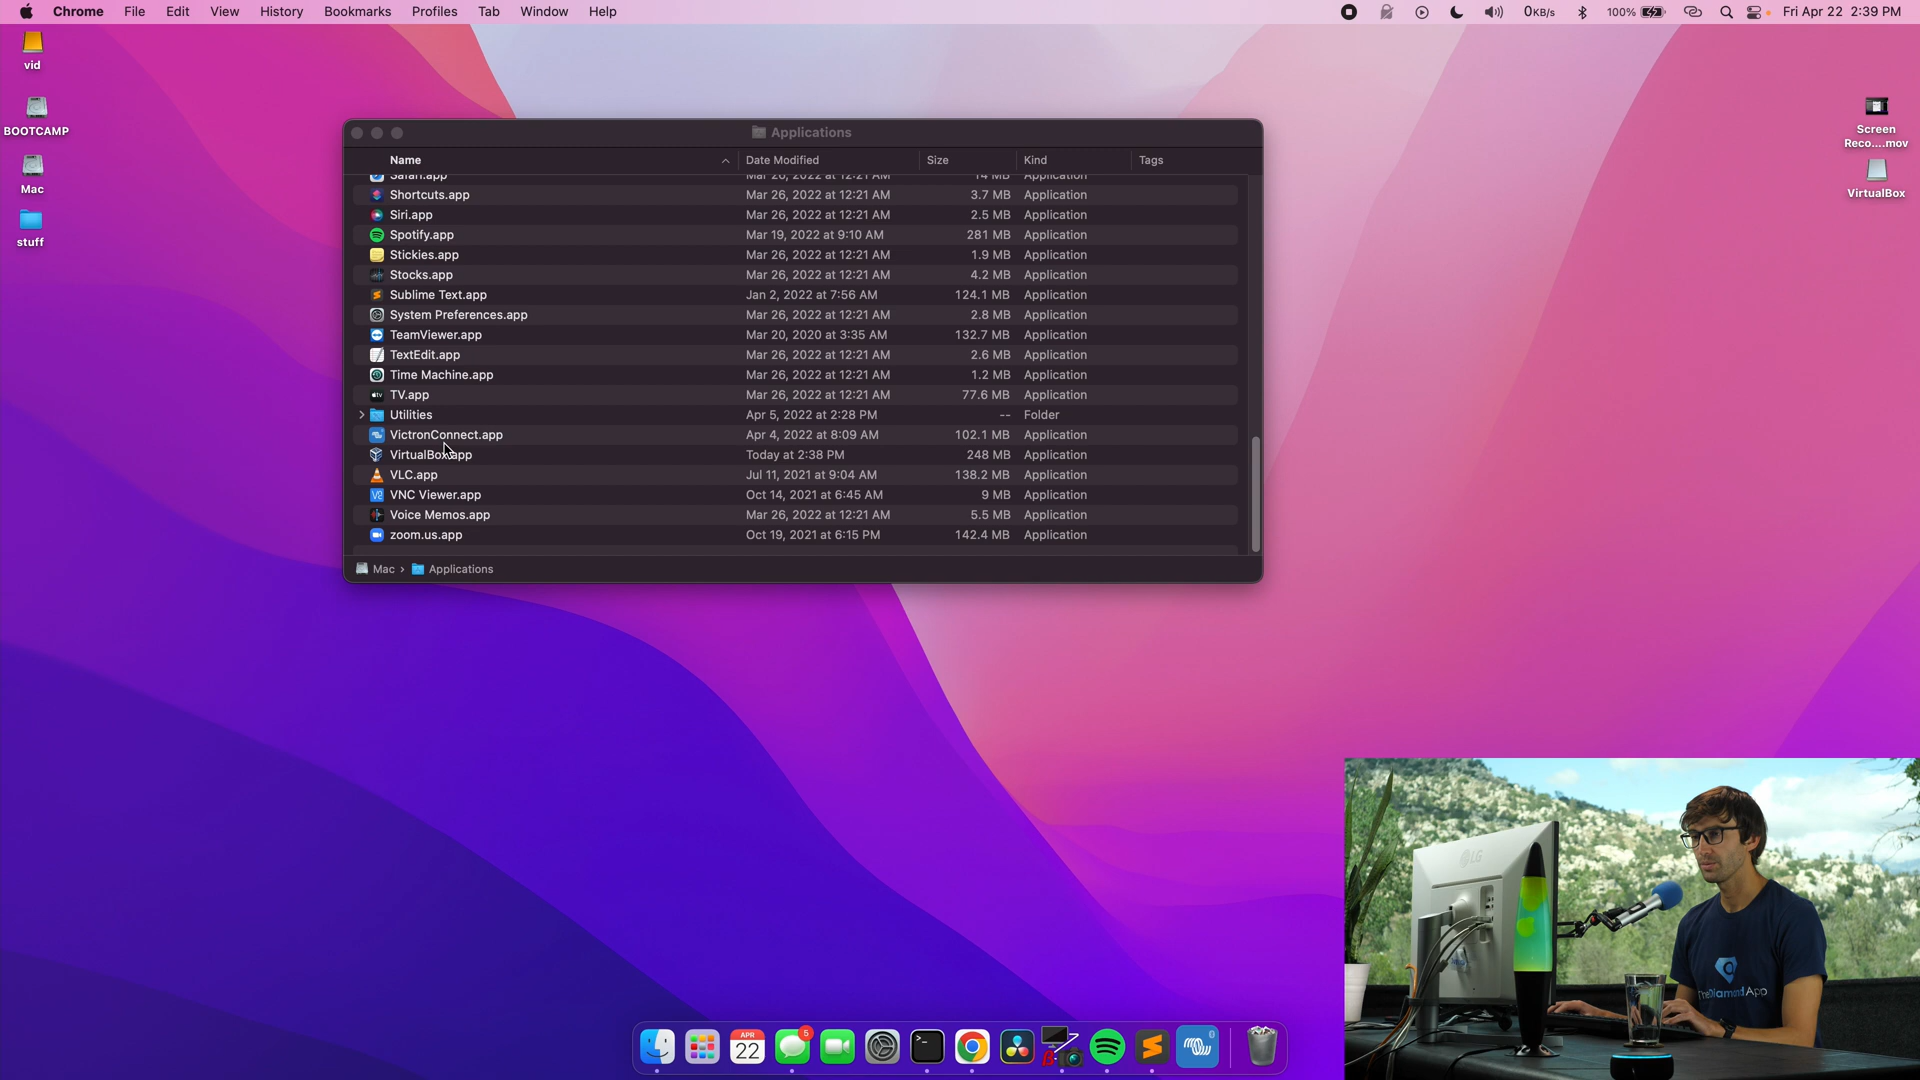 Chrome File Edit View History Bookmarks Profiles Tab Window Help
0KB/s 100% Fri Apr 22 2:39 PM
vid
BOOTCAMP
Mac
stuff
Screen
Reco....mov
VirtualBox
Applications
Name Date Modified Size Kind Tags
Safari.app Mar 26, 2022 at 12:21 AM 14 MB Application
Shortcuts.app Mar 26, 2022 at 12:21 AM 3.7 MB Application
Siri.app Mar 26, 2022 at 12:21 AM 2.5 MB Application
Spotify.app Mar 19, 2022 at 9:10 AM 281 MB Application
Stickies.app Mar 26, 2022 at 12:21 AM 1.9 MB Application
Stocks.app Mar 26, 2022 at 12:21 AM 4.2 MB Application
Sublime Text.app Jan 2, 2022 at 7:56 AM 124.1 MB Application
System Preferences.app Mar 26, 2022 at 12:21 AM 2.8 MB Application
TeamViewer.app Mar 20, 2020 at 3:35 AM 132.7 MB Application
TextEdit.app Mar 26, 2022 at 12:21 AM 2.6 MB Application
Time Machine.app Mar 26, 2022 at 12:21 AM 1.2 MB Application
TV.app Mar 26, 2022 at 12:21 AM 77.6 MB Application
Utilities Apr 5, 2022 at 2:28 PM -- Folder
VictronConnect.app Apr 4, 2022 at 8:09 AM 102.1 MB Application
VirtualBox.app Today at 2:38 PM 248 MB Application
VLC.app Jul 11, 2021 at 9:04 AM 138.2 MB Application
VNC Viewer.app Oct 14, 2021 at 6:45 AM 9 MB Application
Voice Memos.app Mar 26, 2022 at 12:21 AM 5.5 MB Application
zoom.us.app Oct 19, 2021 at 6:15 PM 142.4 MB Application
Mac › Applications
APR
22
5
LG
TheDiamondApp